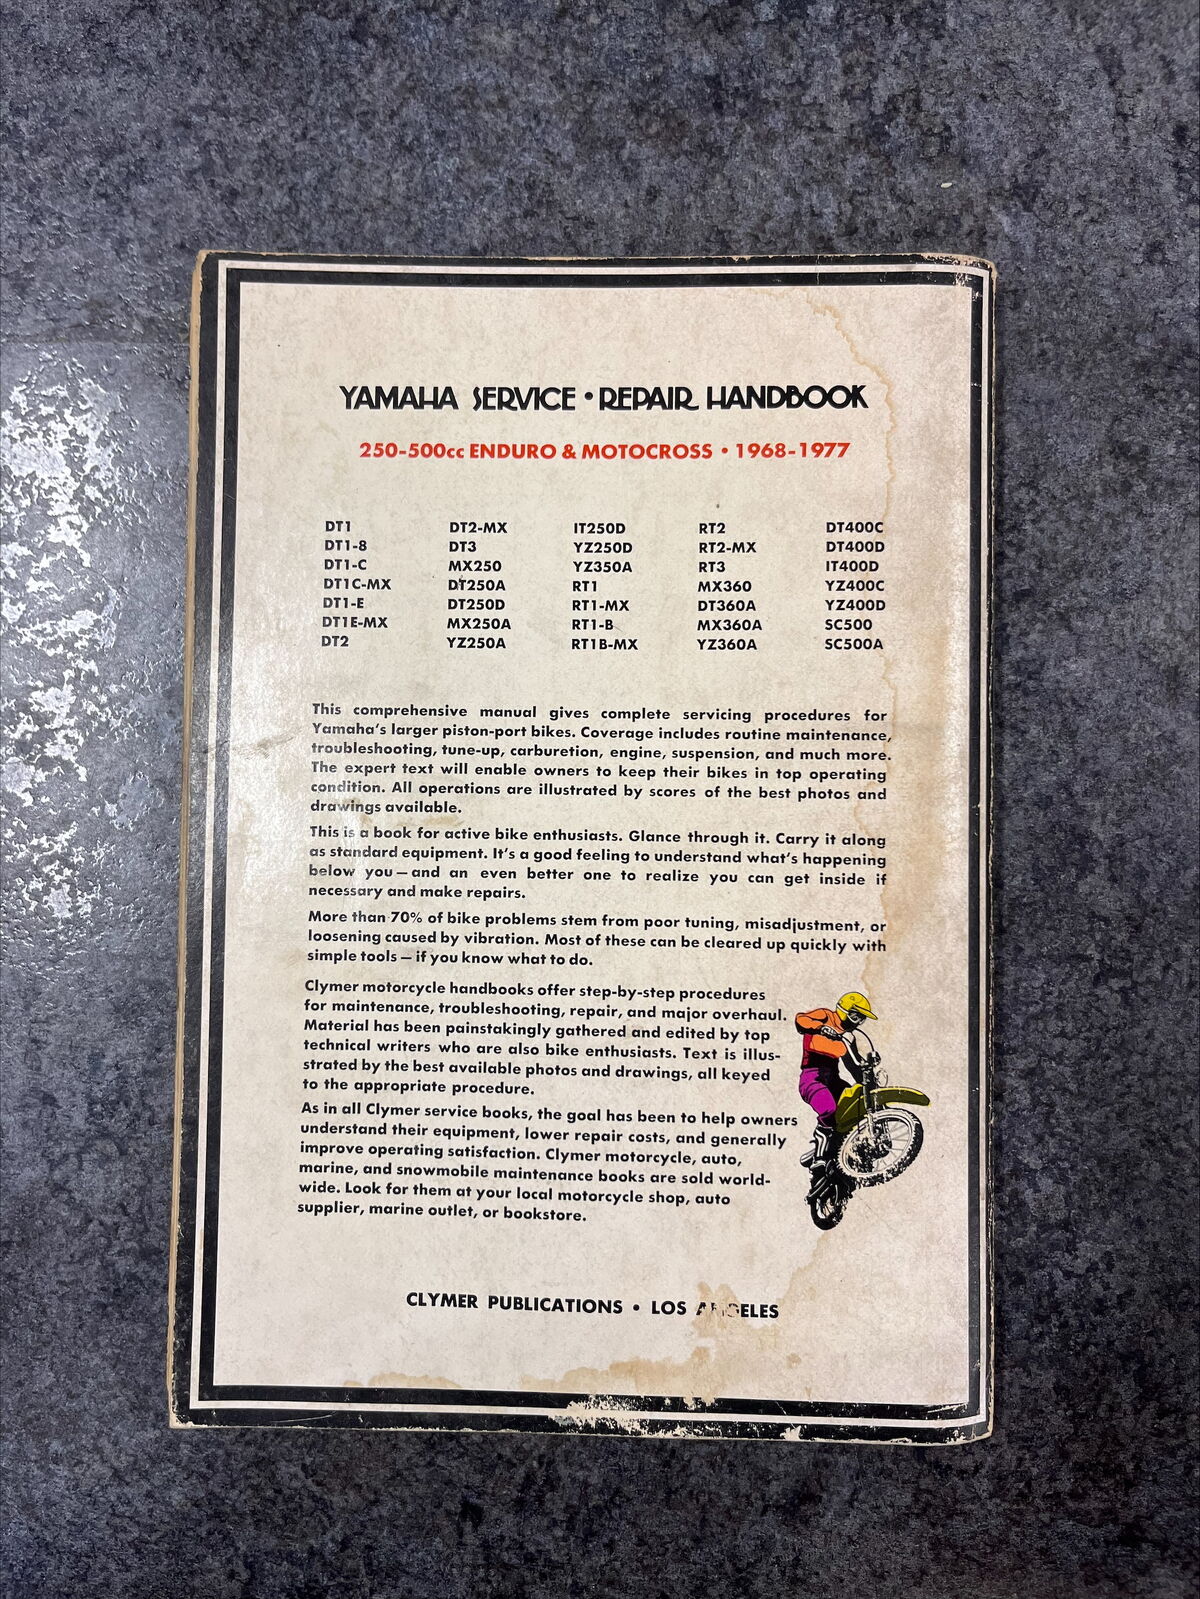 YAMAHA SERVICE • REPAIR HANDBOOK
250-500cc ENDURO & MOTOCROSS • 1968-1977
DT1 DT2-MX IT250D RT2 DT400C
DT1-8 DT3 YZ250D RT2-MX DT400D
DT1-C MX250 YZ350A RT3 IT400D
DT1C-MX DT250A RT1 MX360 YZ400C
DT1-E DT250D RT1-MX DT360A YZ400D
DT1E-MX MX250A RT1-B MX360A SC500
DT2 YZ250A RT1B-MX YZ360A SC500A
This comprehensive manual gives complete servicing procedures for
Yamaha's larger piston-port bikes. Coverage includes routine maintenance,
troubleshooting, tune-up, carburetion, engine, suspension, and much more.
The expert text will enable owners to keep their bikes in top operating
condition. All operations are illustrated by scores of the best photos and
drawings available.
This is a book for active bike enthusiasts. Glance through it. Carry it along
as standard equipment. It's a good feeling to understand what's happening
below you — and an even better one to realize you can get inside if
necessary and make repairs.
More than 70% of bike problems stem from poor tuning, misadjustment, or
loosening caused by vibration. Most of these can be cleared up quickly with
simple tools — if you know what to do.
Clymer motorcycle handbooks offer step-by-step procedures
for maintenance, troubleshooting, repair, and major overhaul.
Material has been painstakingly gathered and edited by top
technical writers who are also bike enthusiasts. Text is illus-
strated by the best available photos and drawings, all keyed
to the appropriate procedure.
As in all Clymer service books, the goal has been to help owners
understand their equipment, lower repair costs, and generally
improve operating satisfaction. Clymer motorcycle, auto,
marine, and snowmobile maintenance books are sold world-
wide. Look for them at your local motorcycle shop, auto
supplier, marine outlet, or bookstore.
CLYMER PUBLICATIONS • LOS ANGELES